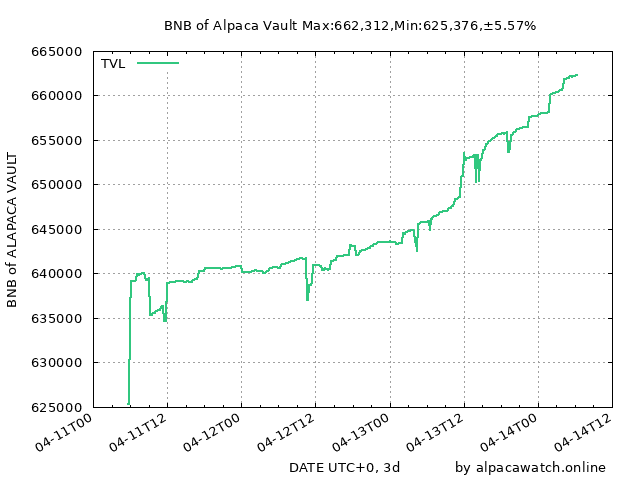 BNB of Alpaca Vault Max:662,312,Min:625,376,±5.57%
TVL
BNB of ALAPACA VAULT
665000
660000
655000
650000
645000
640000
635000
630000
625000
04-11T00
04-11T12
04-12T00
04-12T12
04-13T00
04-13T12
04-14T00
04-14T12
DATE UTC+0, 3d
by alpacawatch.online